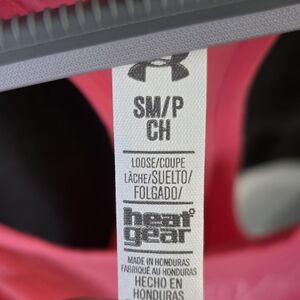 SM/P
CH
LOOSE/COUPE
LÂCHE/SUELTO/
FOLGADO/
heat
gear
MADE IN HONDURAS
FABRIQUÉ AU HONDURAS
HECHO EN
HONDURAS